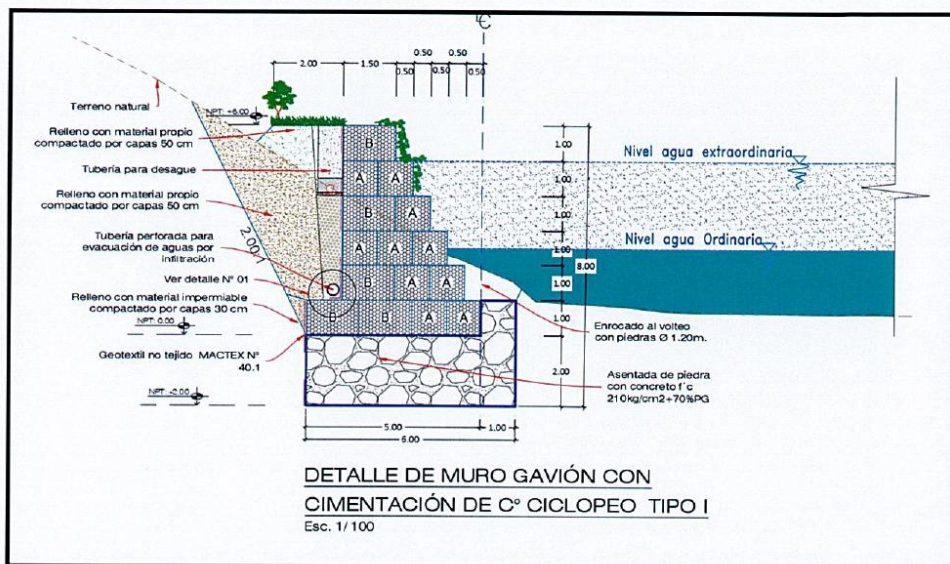 ℄
0.50 0.50
2.00 1.50 0.50 0.50 0.50
Terreno natural
NPT: +6.00
Relleno con material propio
compactado por capas 50 cm
Tubería para desague
Relleno con material propio
compactado por capas 50 cm
2.00:1
Tubería perforada para
evacuación de aguas por
infiltración
Ver detalle N° 01
Relleno con material impermiable
compactado por capas 30 cm
NPT: 0.00
Geotextil no tejido MACTEX N°
40.1
NPT: -2.00
B
A A
B A
A A A
B A A
B B A A
1.00
1.00
1.00
1.00
1.00
1.00
2.00
8.00
Nivel agua extraordinaria
Nivel agua Ordinaria
Enrocado al volteo
con piedras Ø 1.20m.
Asentada de piedra
con concreto f´c
210kg/cm2+70%PG
5.00 1.00
6.00
DETALLE DE MURO GAVIÓN CON
CIMENTACIÓN DE C° CICLOPEO TIPO I
Esc. 1/100